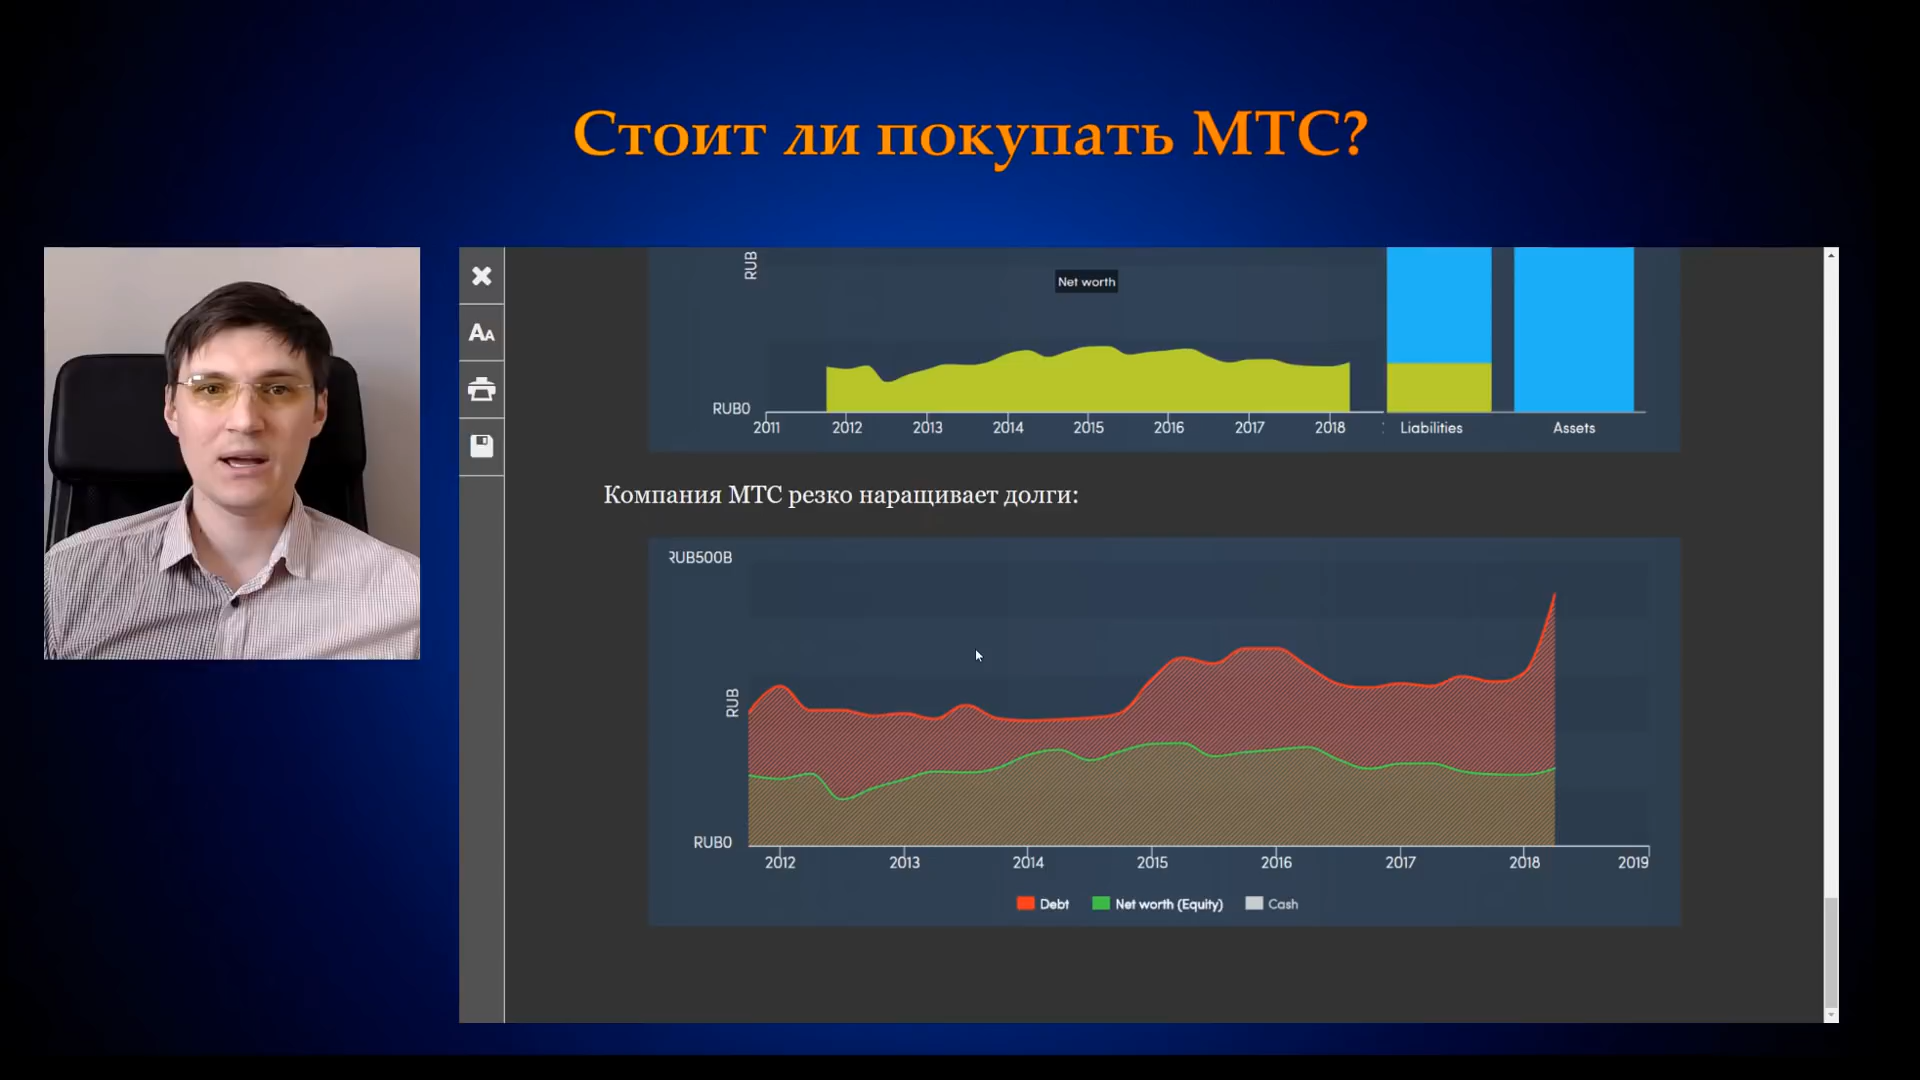 Стоит ли покупать МТС?
AA
RUB
Net worth
RUB0
2011 2012 2013 2014 2015 2016 2017 2018 Liabilities Assets
Компания МТС резко наращивает долги:
RUB500B
RUB
RUB0
2012 2013 2014 2015 2016 2017 2018 2019
Debt Net worth (Equity) Cash